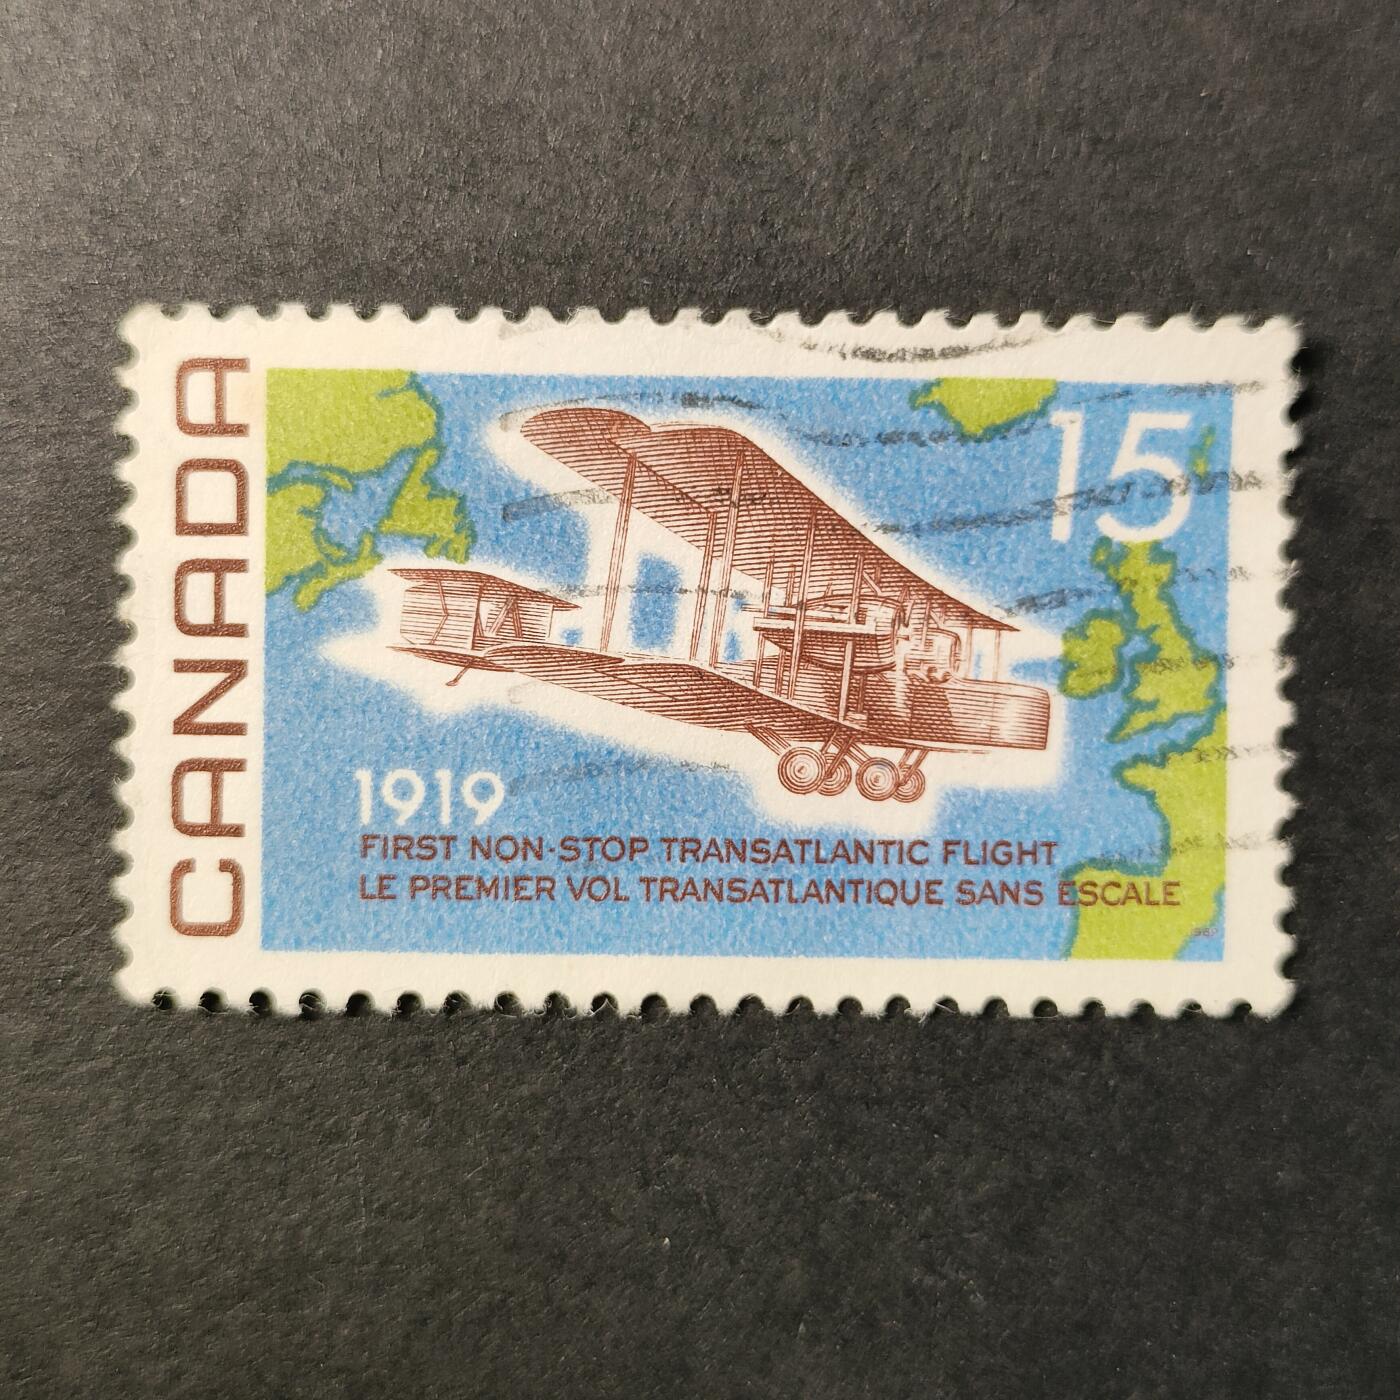 CANADA
15
1919
FIRST NON-STOP TRANSATLANTIC FLIGHT
LE PREMIER VOL TRANSATLANTIQUE SANS ESCALE